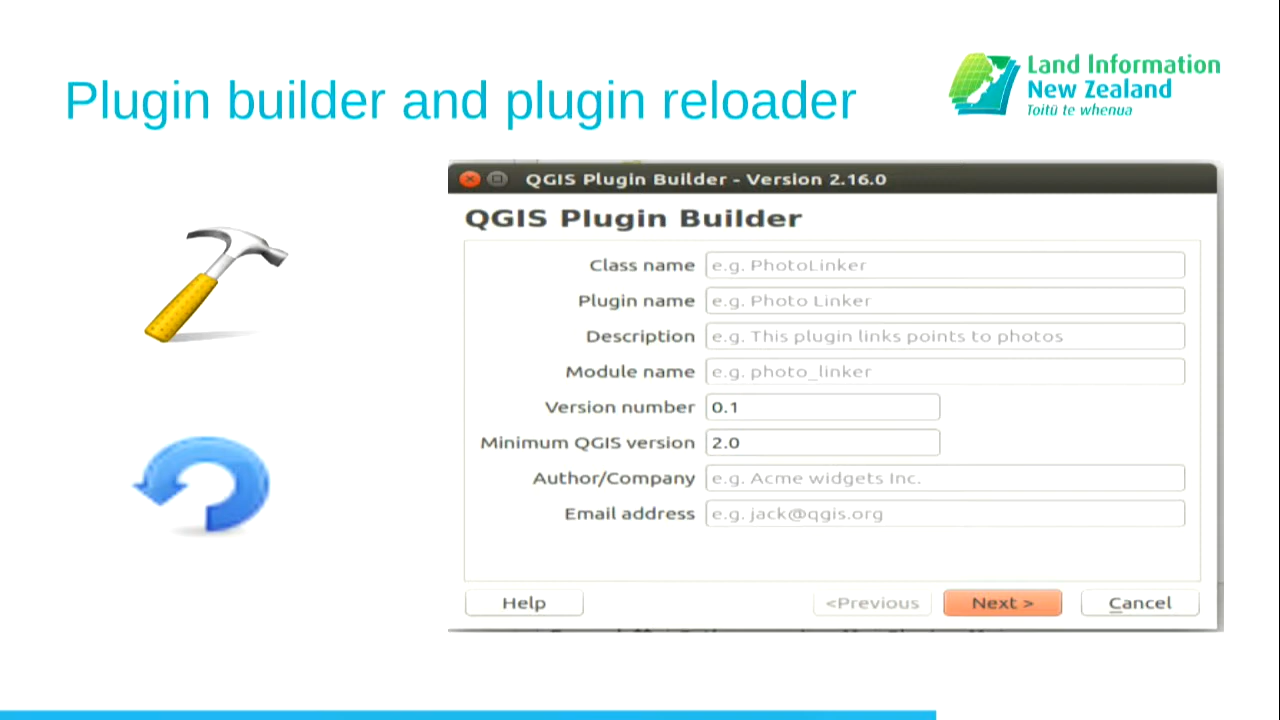 Plugin builder and plugin reloader
Land Information
New Zealand
Toitū te whenua
QGIS Plugin Builder - Version 2.16.0
QGIS Plugin Builder
Class name e.g. PhotoLinker
Plugin name e.g. Photo Linker
Description e.g. This plugin links points to photos
Module name e.g. photo_linker
Version number 0.1
Minimum QGIS version 2.0
Author/Company e.g. Acme widgets Inc.
Email address e.g. jack@qgis.org
Help <Previous Next > Cancel